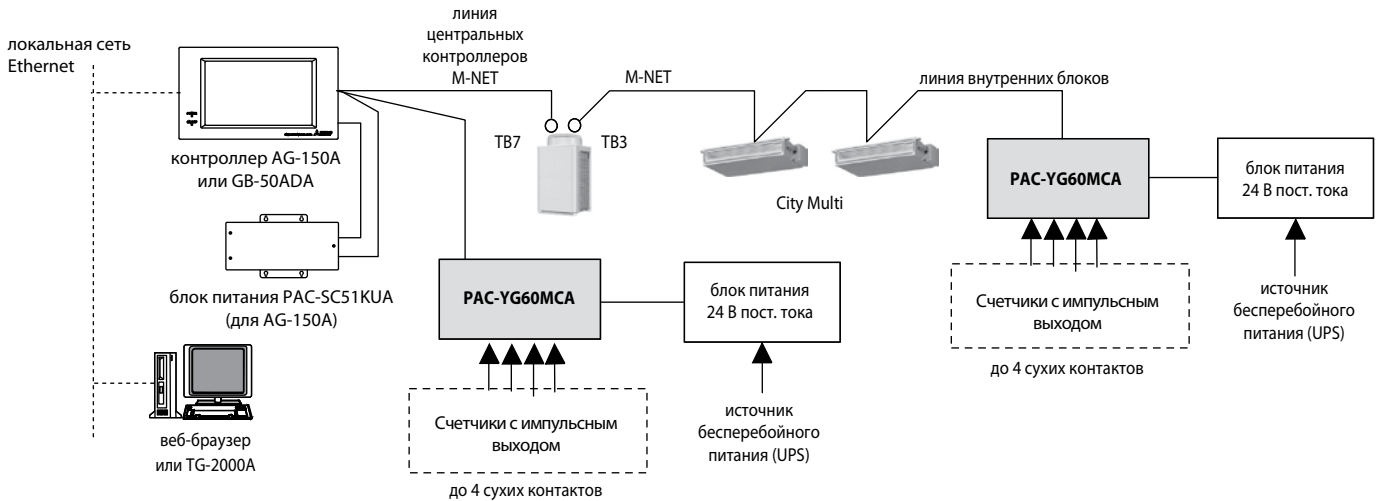 локальная сеть
Ethernet
контроллер AG-150A
или GB-50ADA
блок питания PAC-SC51KUA
(для AG-150A)
веб-браузер
или TG-2000A
линия
центральных
контроллеров
M-NET
M-NET
TB7
TB3
City Multi
линия внутренних блоков
PAC-YG60MCA
блок питания
24 В пост. тока
Счетчики с импульсным
выходом
до 4 сухих контактов
источник
бесперебойного
питания (UPS)
PAC-YG60MCA
блок питания
24 В пост. тока
Счетчики с импульсным
выходом
до 4 сухих контактов
источник
бесперебойного
питания (UPS)